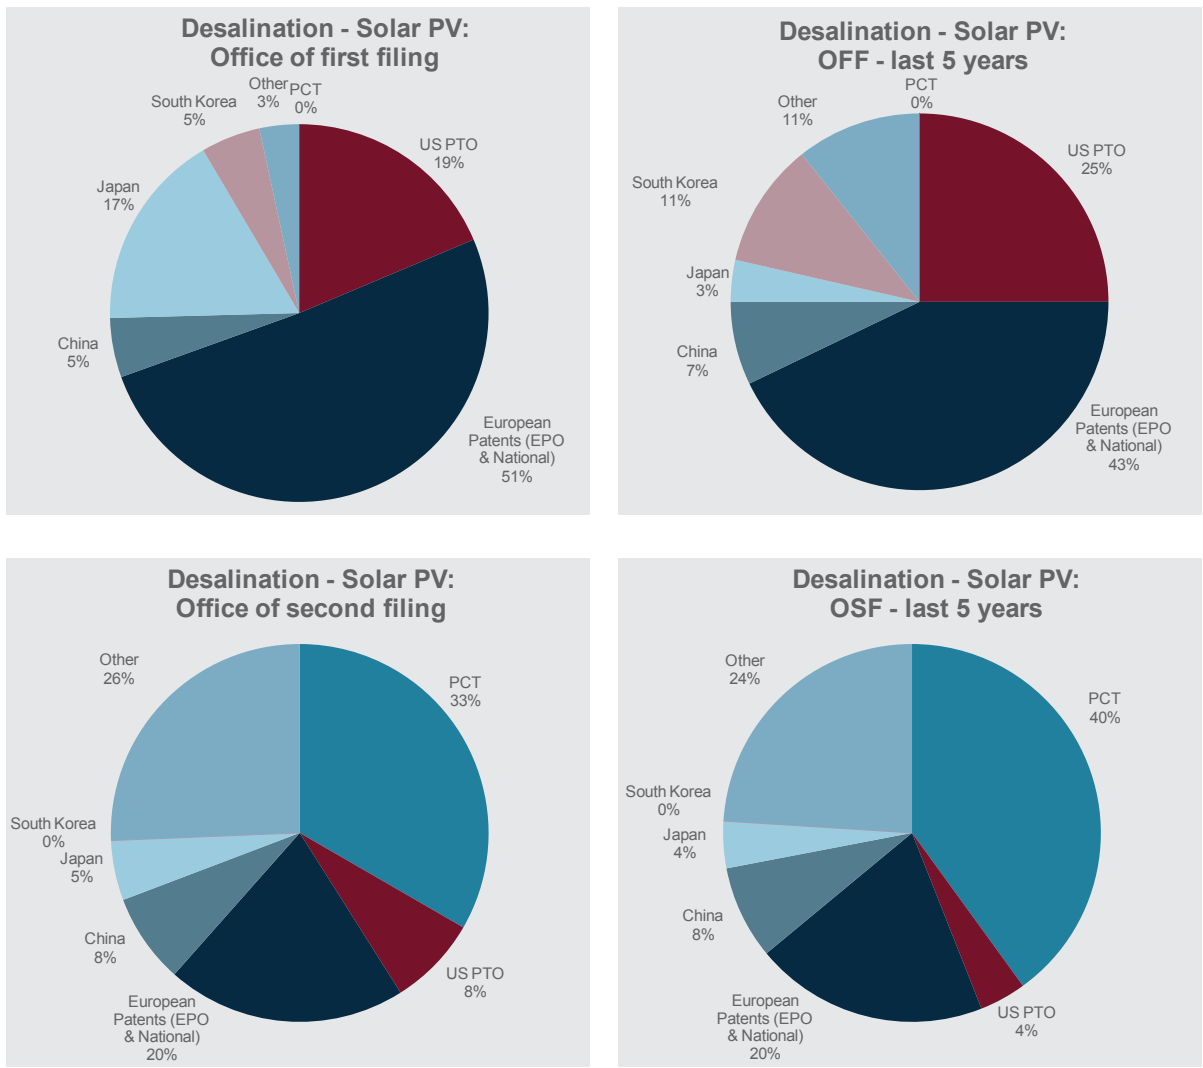 Desalination - Solar PV:
Office of first filing
Other
3%
PCT
0%
South Korea
5%
US PTO
19%
Japan
17%
China
5%
European
Patents (EPO
& National)
51%
Desalination - Solar PV:
OFF - last 5 years
PCT
0%
Other
11%
US PTO
25%
South Korea
11%
Japan
3%
China
7%
European
Patents (EPO
& National)
43%
Desalination - Solar PV:
Office of second filing
Other
26%
PCT
33%
South Korea
0%
Japan
5%
China
8%
US PTO
8%
European
Patents (EPO
& National)
20%
Desalination - Solar PV:
OSF - last 5 years
Other
24%
PCT
40%
South Korea
0%
Japan
4%
China
8%
European
Patents (EPO
& National)
20%
US PTO
4%